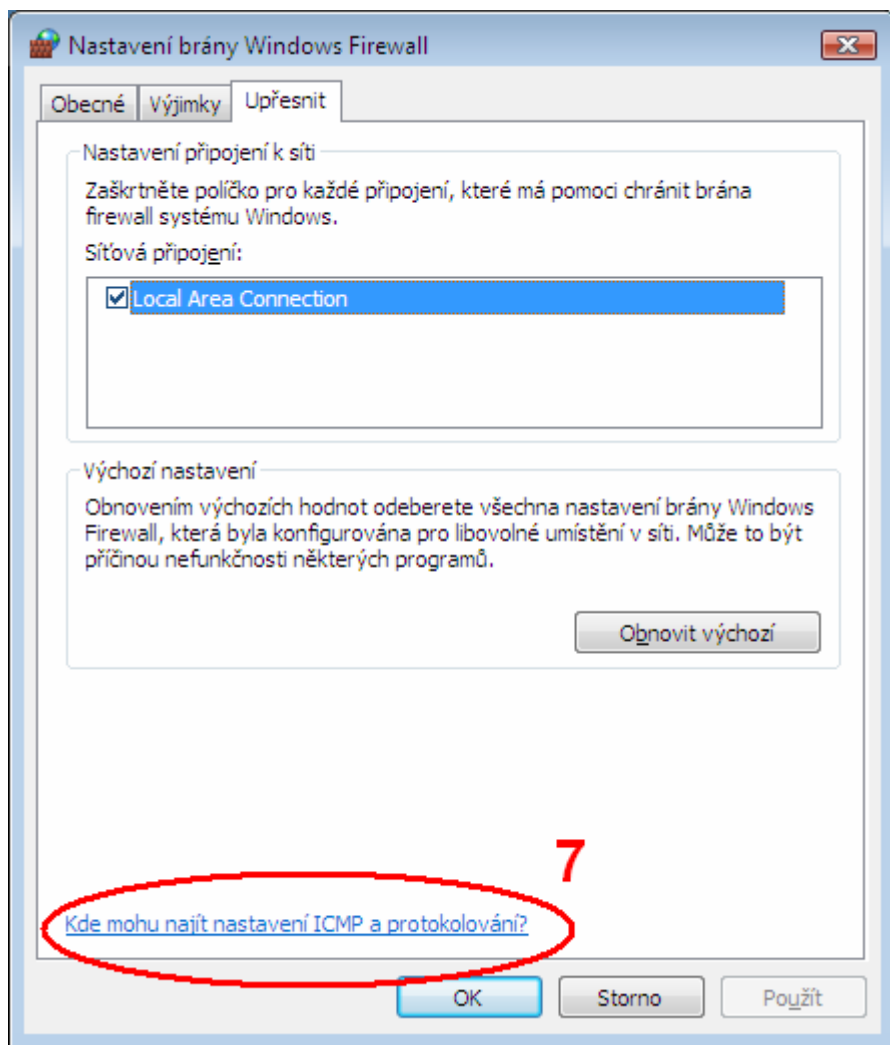 Nastavení brány Windows Firewall
Obecné
Výjimky
Upřesnit
Nastavení připojení k síti
Zaškrtněte políčko pro každé připojení, které má pomoci chránit brána
firewall systému Windows.
Síťová připojení:
Local Area Connection
Výchozí nastavení
Obnovením výchozích hodnot odeberete všechna nastavení brány Windows
Firewall, která byla konfigurována pro libovolné umístění v síti. Může to být
příčinou nefunkčnosti některých programů.
Obnovit výchozí
7
Kde mohu najít nastavení ICMP a protokolování?
OK
Storno
Použít